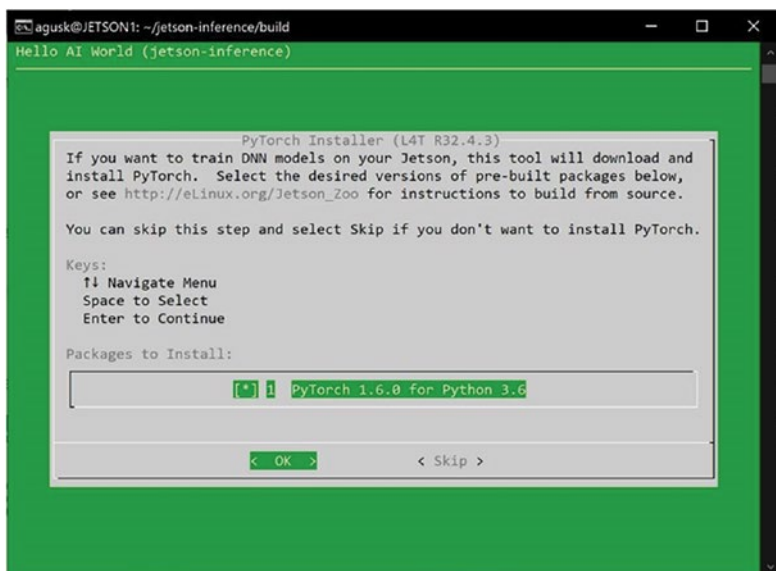 agusk@JETSON1: ~/jetson-inference/build
Hello AI World (jetson-inference)
PyTorch Installer (L4T R32.4.3)
If you want to train DNN models on your Jetson, this tool will download and
install PyTorch.  Select the desired versions of pre-built packages below,
or see http://eLinux.org/Jetson_Zoo for instructions to build from source.
You can skip this step and select Skip if you don't want to install PyTorch.
Keys:
↑↓ Navigate Menu
Space to Select
Enter to Continue
Packages to Install:
[*] 1  PyTorch 1.6.0 for Python 3.6
<  OK  > < Skip >